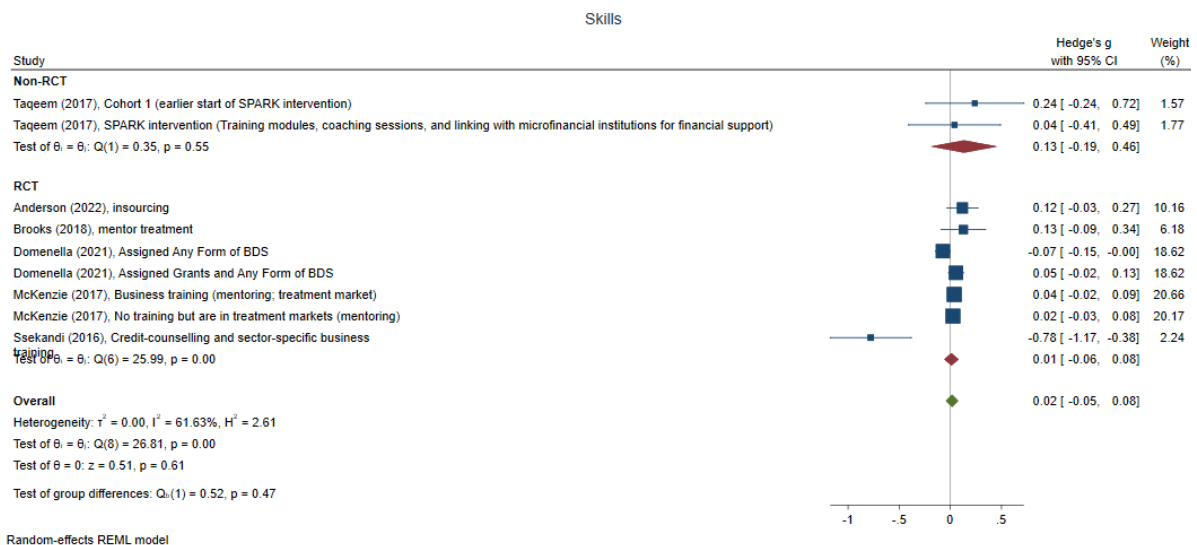 Skills
Hedge's g Weight
Study with 95% CI (%)
Non-RCT
Taqeem (2017), Cohort 1 (earlier start of SPARK intervention) 0.24 [ -0.24, 0.72] 1.57
Taqeem (2017), SPARK intervention (Training modules, coaching sessions, and linking with microfinancial institutions for financial support) 0.04 [ -0.41, 0.49] 1.77
Test of θᵢ = θⱼ: Q(1) = 0.35, p = 0.55 0.13 [ -0.19, 0.46]
RCT
Anderson (2022), insourcing 0.12 [ -0.03, 0.27] 10.16
Brooks (2018), mentor treatment 0.13 [ -0.09, 0.34] 6.18
Domenella (2021), Assigned Any Form of BDS -0.07 [ -0.15, -0.00] 18.62
Domenella (2021), Assigned Grants and Any Form of BDS 0.05 [ -0.02, 0.13] 18.62
McKenzie (2017), Business training (mentoring; treatment market) 0.04 [ -0.02, 0.09] 20.66
McKenzie (2017), No training but are in treatment markets (mentoring) 0.02 [ -0.03, 0.08] 20.17
Ssekandi (2016), Credit-counselling and sector-specific business -0.78 [ -1.17, -0.38] 2.24
training
Test of θᵢ = θⱼ: Q(6) = 25.99, p = 0.00 0.01 [ -0.06, 0.08]
Overall 0.02 [ -0.05, 0.08]
Heterogeneity: τ² = 0.00, I² = 61.63%, H² = 2.61
Test of θᵢ = θⱼ: Q(8) = 26.81, p = 0.00
Test of θ = 0: z = 0.51, p = 0.61
Test of group differences: Qb(1) = 0.52, p = 0.47
-1 -.5 0 .5
Random-effects REML model